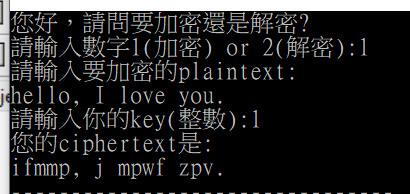 您好，請問要加密還是解密?
請輸入數字1(加密) or 2(解密):1
請輸入要加密的plaintext:
hello, I love you.
請輸入你的key(整數):1
您的ciphertext是:
ifmmp, j mpwf zpv.
--------------------------------